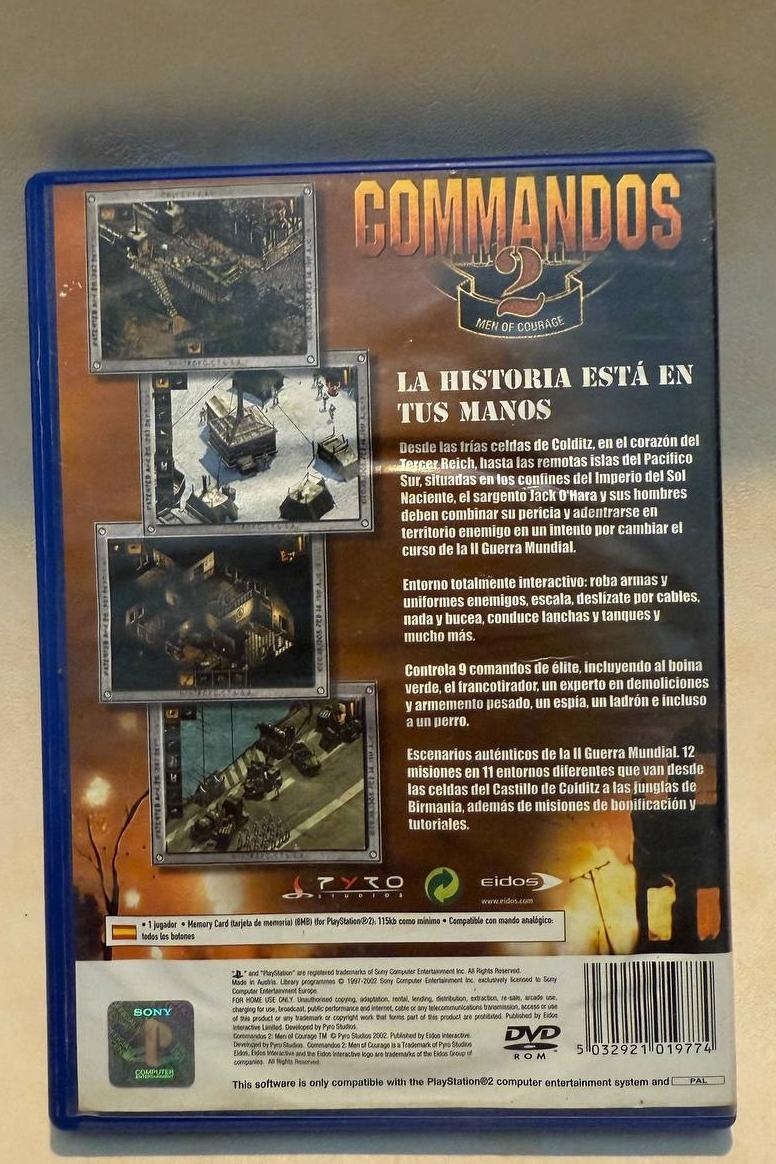 COMMANDOS
2
MEN OF COURAGE
LA HISTORIA ESTÁ EN
TUS MANOS
Desde las frías celdas de Colditz, en el corazón del
Tercer Reich, hasta las remotas islas del Pacífico
Sur, situadas en los confines del Imperio del Sol
Naciente, el sargento Jack O'Hara y sus hombres
deben combinar su pericia y adentrarse en
territorio enemigo en un intento por cambiar el
curso de la II Guerra Mundial.
Entorno totalmente interactivo: roba armas y
uniformes enemigos, escala, deslízate por cables,
nada y bucea, conduce lanchas y tanques y
mucho más.
Controla 9 comandos de élite, incluyendo al boina
verde, el francotirador, un experto en demoliciones
y armemento pesado, un espía, un ladrón e incluso
a un perro.
Escenarios auténticos de la II Guerra Mundial. 12
misiones en 11 entornos diferentes que van desde
las celdas del Castillo de Colditz a las junglas de
Birmania, además de misiones de bonificación y
tutoriales.
PYRO
STUDIOS
eidos
www.eidos.com
• 1 jugador • Memory Card (tarjeta de memoria) (8MB) (for PlayStation®2): 115kb como mínimo • Compatible con mando analógico:
todos los botones
" and "PlayStation" are registered trademarks of Sony Computer Entertainment Inc. All Rights Reserved.
Made in Austria. Library programmes © 1997-2002 Sony Computer Entertainment Inc. exclusively licensed to Sony
Computer Entertainment Europe.
FOR HOME USE ONLY. Unauthorised copying, adaptation, rental, lending, distribution, extraction, re-sale, arcade use,
charging for use, broadcast, public performance and internet, cable or any telecommunications transmission, access or use
of this product or any trademark or copyright work that forms part of this product are prohibited. Published by Eidos
Interactive Limited. Developed by Pyro Studios.
Commandos 2: Men of Courage TM © Pyro Studios 2002. Published by Eidos Interactive.
Developed by Pyro Studios. Commandos 2: Men of Courage is a Trademark of Pyro Studios
Eidos, Eidos Interactive and the Eidos Interactive logo are trademarks of the Eidos Group of
companies. All Rights Reserved.
SONY
COMPUTER
ENTERTAINMENT
DVD
ROM
5 032921 019774
This software is only compatible with the PlayStation®2 computer entertainment system and PAL